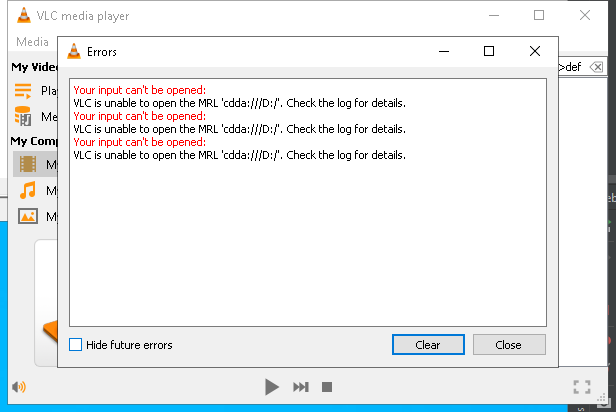 VLC media player
Media
Errors
My Video
>def
Your input can't be opened:
VLC is unable to open the MRL 'cdda:///D:/'. Check the log for details.
Your input can't be opened:
VLC is unable to open the MRL 'cdda:///D:/'. Check the log for details.
Your input can't be opened:
VLC is unable to open the MRL 'cdda:///D:/'. Check the log for details.
Play
Me
My Comp
My
My
My
Hide future errors
Clear
Close